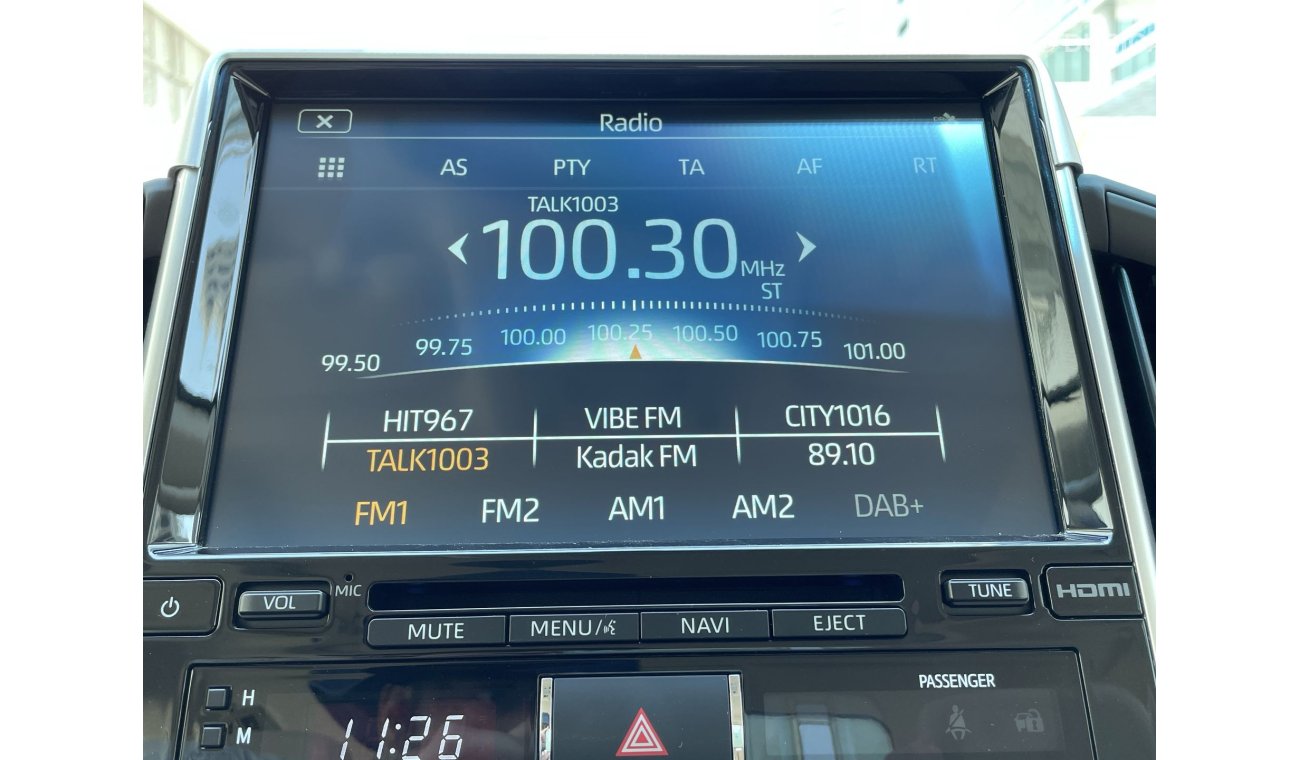 Radio
AS PTY TA AF RT
TALK1003
100.30 MHz
ST
99.50 99.75 100.00 100.25 100.50 100.75 101.00
HIT967 VIBE FM CITY1016
TALK1003 Kadak FM 89.10
FM1 FM2 AM1 AM2 DAB+
VOL MIC TUNE HDMI
MUTE MENU/ NAVI EJECT
PASSENGER
H
M
11:26